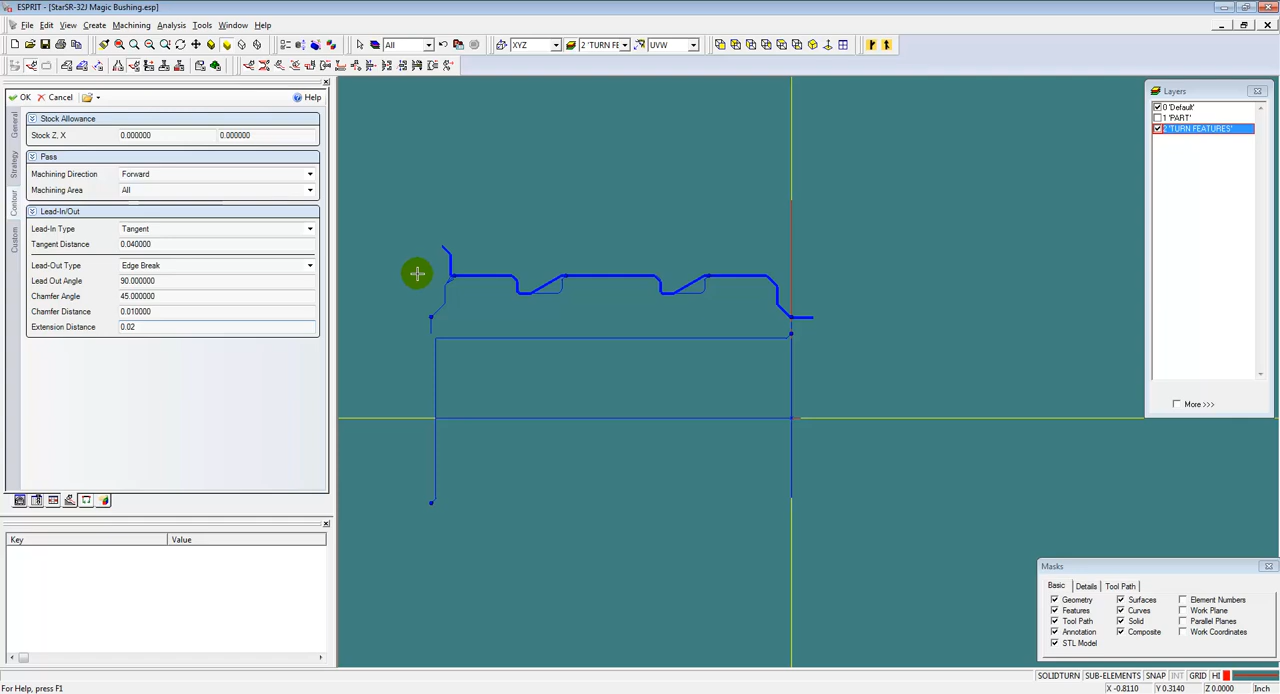 ESPRIT - [StarSR-32J Magic Bushing.esp]
File Edit View Create Machining Analysis Tools Window Help
All XYZ 2 'TURN FE UVW
OK Cancel Help
General
Strategy
Contour
Custom
Stock Allowance
Stock Z, X 0.000000 0.000000
Pass
Machining Direction Forward
Machining Area All
Lead-In/Out
Lead-In Type Tangent
Tangent Distance 0.040000
Lead-Out Type Edge Break
Lead Out Angle 90.000000
Chamfer Angle 45.000000
Chamfer Distance 0.010000
Extension Distance 0.02
Key Value
Layers
0 'Default'
1 'PART'
2 'TURN FEATURES'
More >>>
Masks
Basic Details Tool Path
Geometry Surfaces Element Numbers
Features Curves Work Plane
Tool Path Solid Parallel Planes
Annotation Composite Work Coordinates
STL Model
SOLIDTURN SUB-ELEMENTS SNAP INT GRID HI
For Help, press F1 X -0.8110 Y 0.3140 Z 0.0000 Inch